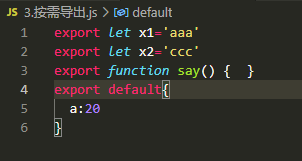 JS 3.按需导出.js > default
1 export let x1='aaa'
2 export let x2='ccc'
3 export function say() {  }
4 export default{
5   a:20
6 }